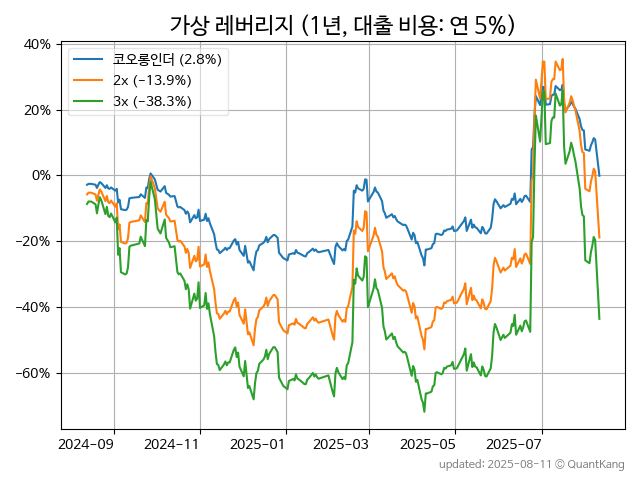 가상 레버리지 (1년, 대출 비용: 연 5%)
코오롱인더 (2.8%)
2x (−13.9%)
3x (−38.3%)
40%
20%
0%
−20%
−40%
−60%
2024-09 2024-11 2025-01 2025-03 2025-05 2025-07
updated: 2025-08-11 © QuantKang